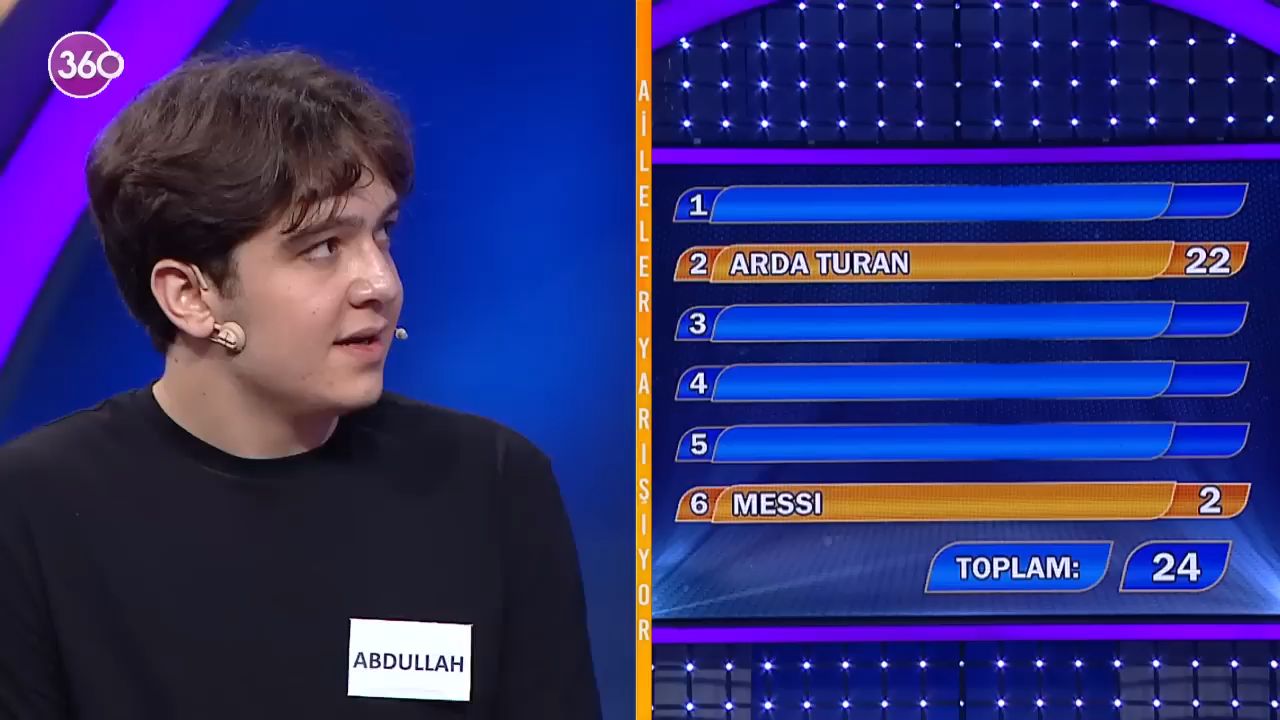 360
AİLELER YARIŞIYOR
1
2 ARDA TURAN 22
3
4
5
6 MESSI 2
TOPLAM: 24
ABDULLAH